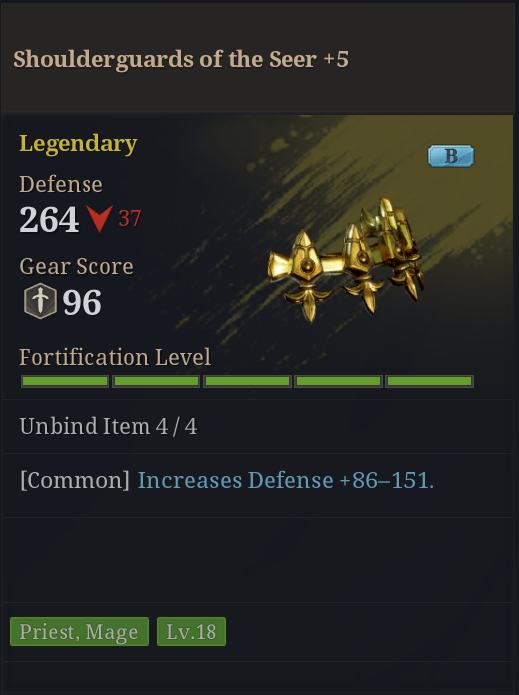 Shoulderguards of the Seer +5
Legendary
B
Defense
264 37
Gear Score
96
Fortification Level
Unbind Item 4 / 4
[Common] Increases Defense +86–151.
Priest, Mage Lv.18